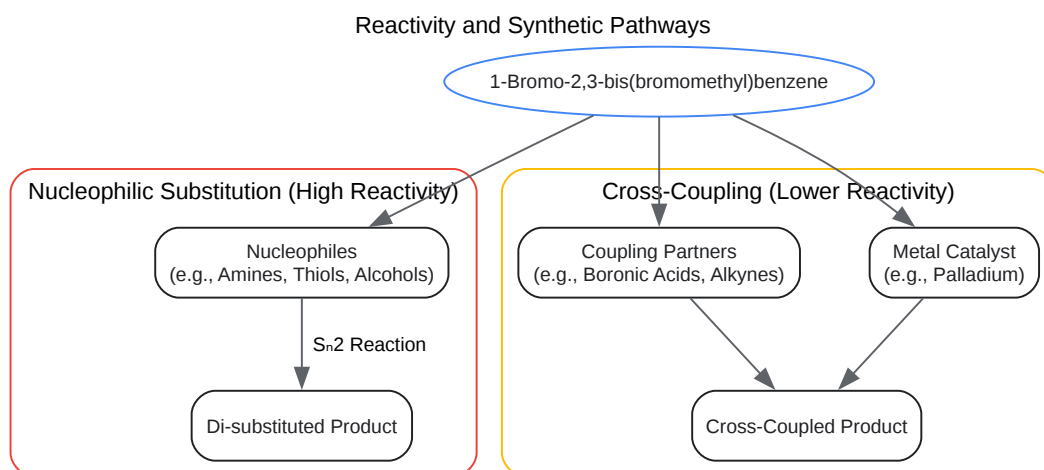 Reactivity and Synthetic Pathways
1-Bromo-2,3-bis(bromomethyl)benzene
Nucleophilic Substitution (High Reactivity)
Cross-Coupling (Lower Reactivity)
Nucleophiles
(e.g., Amines, Thiols, Alcohols)
Coupling Partners
(e.g., Boronic Acids, Alkynes)
Metal Catalyst
(e.g., Palladium)
Sₙ2 Reaction
Di-substituted Product
Cross-Coupled Product